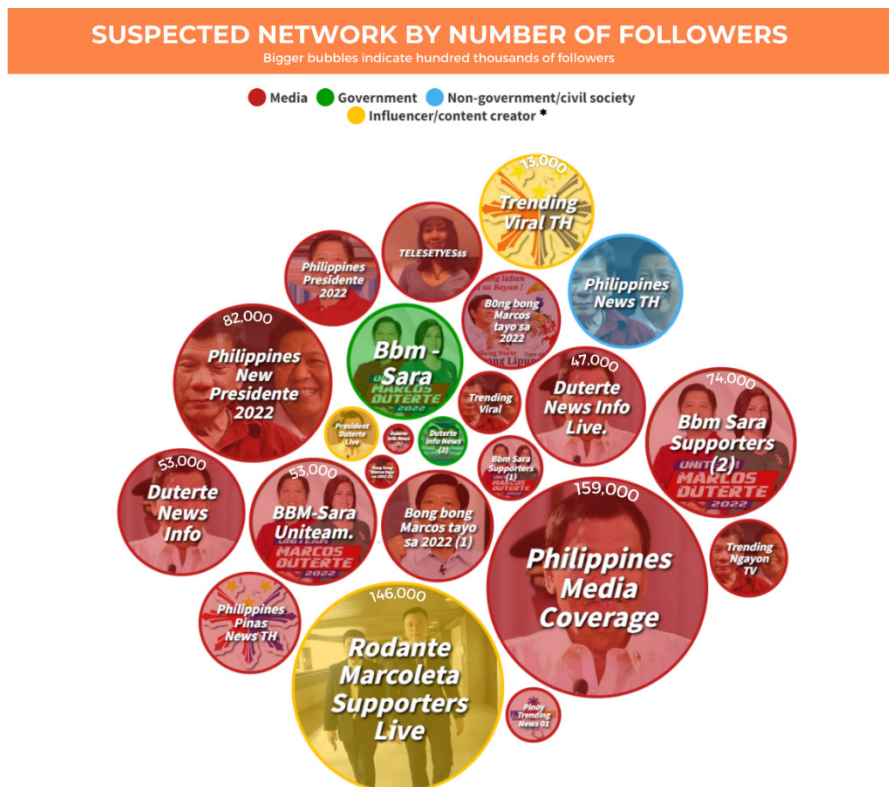 SUSPECTED NETWORK BY NUMBER OF FOLLOWERS
Bigger bubbles indicate hundred thousands of followers
Media
Government
Non-government/civil society
Influencer/content creator *
13,000
Trending
Viral TH
TELESETYESss
Philippines
Presidente
2022
Philippines
News TH
B0ng bong
Marcos
tayo sa
2022
82,000
Philippines
New
Presidente
2022
Bbm -
Sara
MARCOS
DUTERTE
2022
47,000
Duterte
News Info
Live.
74,000
Bbm Sara
Supporters
(2)
UNITEAM
MARCOS
DUTERTE
2022
Trending
Viral
President
Duterte
Live
Duterte
Info News
(2)
Bbm Sara
Supporters
(1)
53,000
Duterte
News
Info
53,000
BBM-Sara
Uniteam.
MARCOS
DUTERTE
2022
Bong bong
Marcos tayo
sa 2022 (1)
159,000
Philippines
Media
Coverage
Trending
Ngayon
TV
Philippines
Pinas
News TH
146,000
Rodante
Marcoleta
Supporters
Live
Pinoy
Trending
News 01